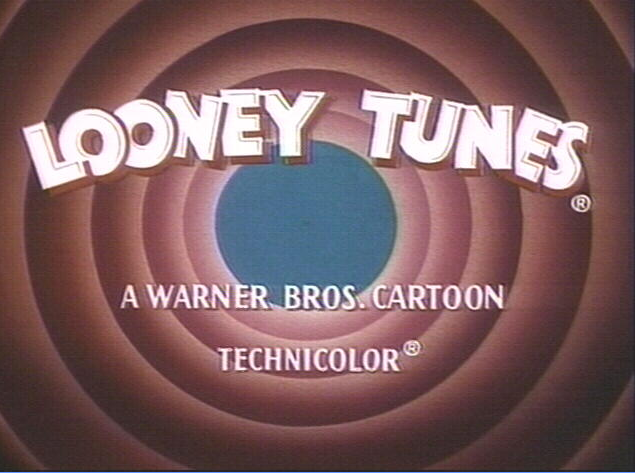 LOONEY TUNES
®
A WARNER BROS. CARTOON
TECHNICOLOR®